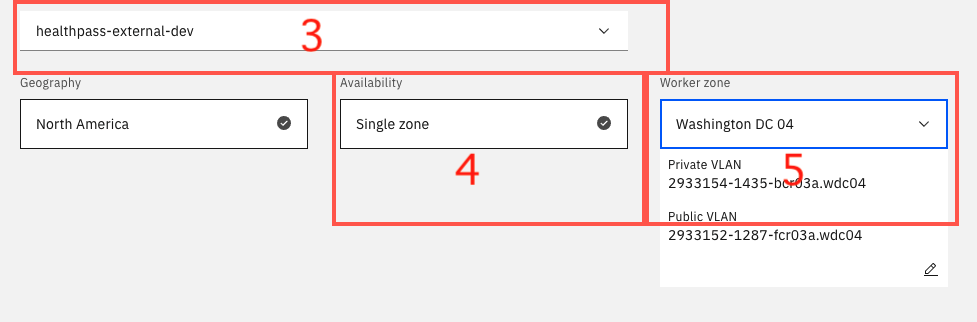 healthpass-external-dev
3
Geography
Availability
Worker zone
North America
Single zone
Washington DC 04
4
5
Private VLAN
2933154-1435-bcr03a.wdc04
Public VLAN
2933152-1287-fcr03a.wdc04